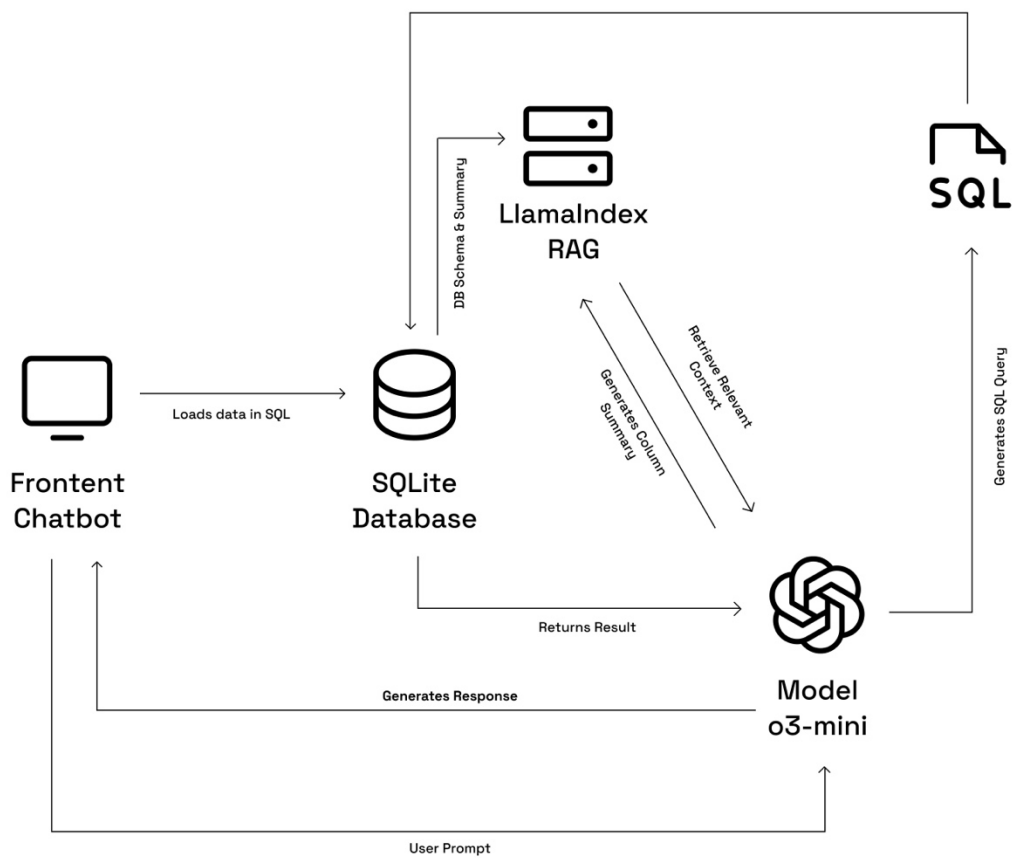 DB Schema & Summary
LlamaIndex
RAG
SQL
Retrieve Relevant
Context
Generates Column
Summary
Generates SQL Query
Loads data in SQL
Frontent
Chatbot
SQLite
Database
Returns Result
Generates Response
Model
o3-mini
User Prompt